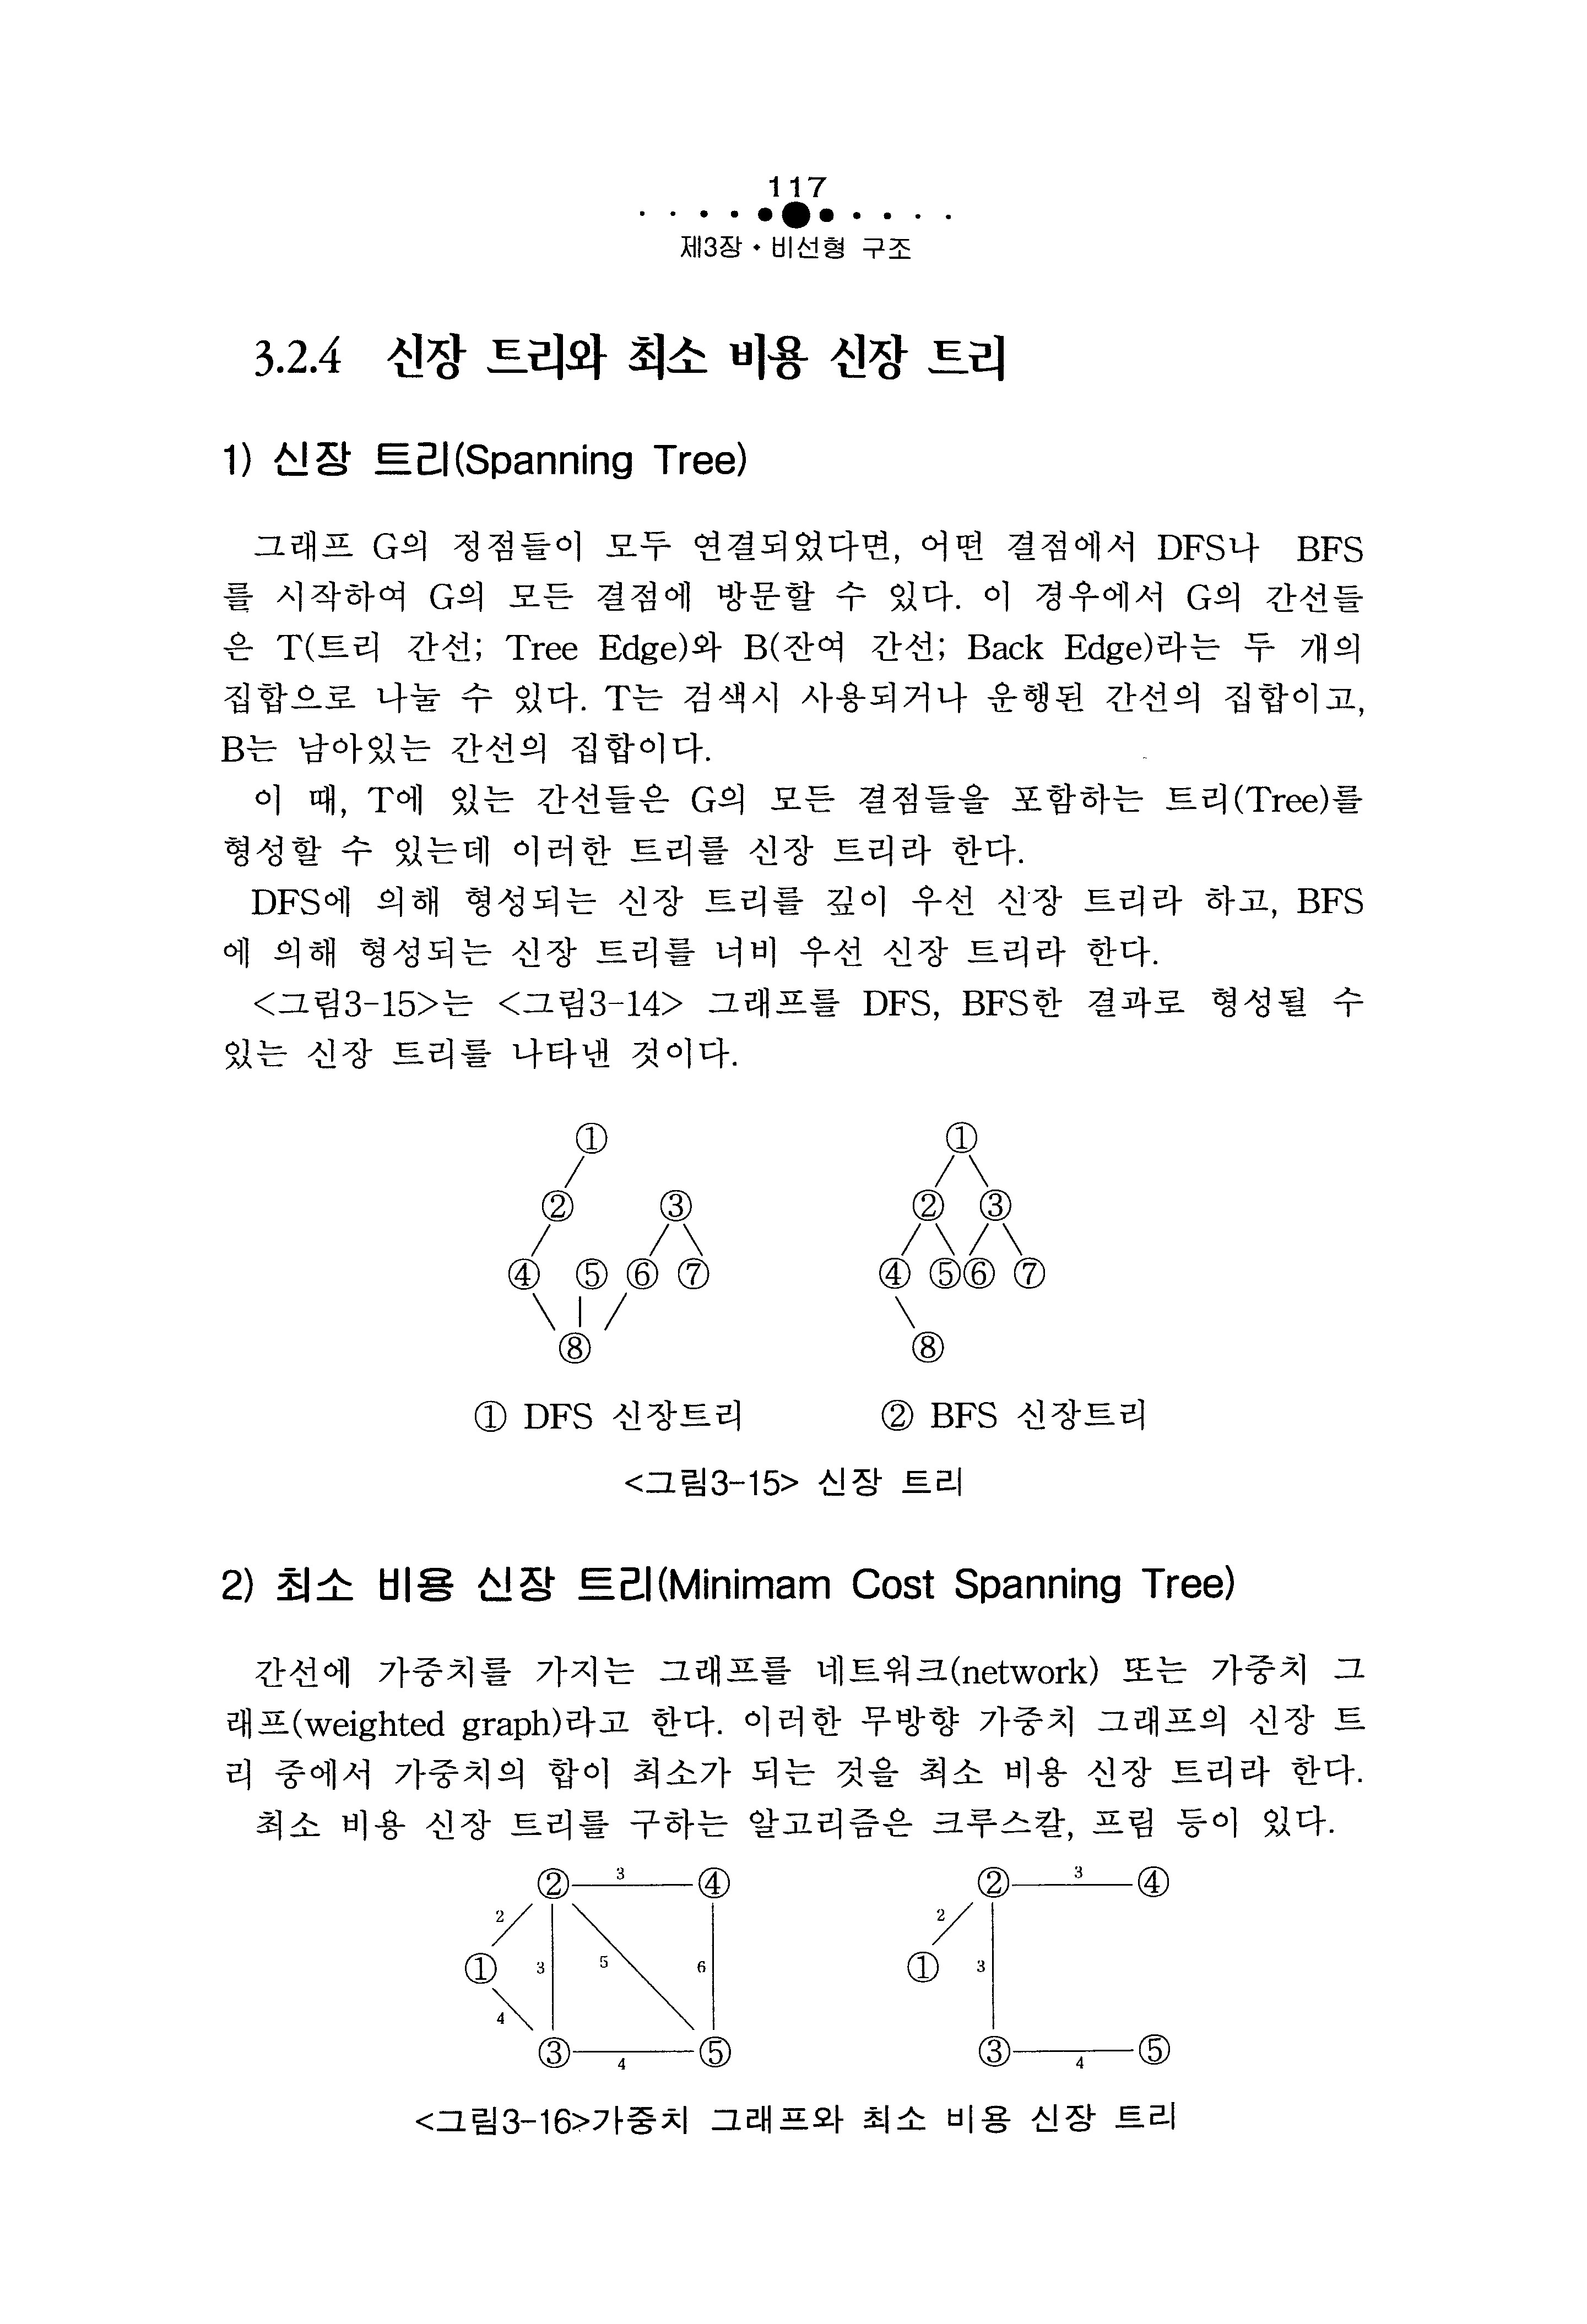 117
제3장 • 비선형 구조
3.2.4 신장 트리와 최소 비용 신장 트리
1) 신장 트리(Spanning Tree)
그래프 G의 정점들이 모두 연결되었다면, 어떤 결점에서 DFS나 BFS
를 시작하여 G의 모든 결점에 방문할 수 있다. 이 경우에서 G의 간선들
은 T(트리 간선; Tree Edge)와 B(잔여 간선; Back Edge)라는 두 개의
집합으로 나눌 수 있다. T는 검색시 사용되거나 운행된 간선의 집합이고,
B는 남아있는 간선의 집합이다.
이 때, T에 있는 간선들은 G의 모든 결점들을 포함하는 트리(Tree)를
형성할 수 있는데 이러한 트리를 신장 트리라 한다.
DFS에 의해 형성되는 신장 트리를 깊이 우선 신장 트리라 하고, BFS
에 의해 형성되는 신장 트리를 너비 우선 신장 트리라 한다.
<그림3-15>는 <그림3-14> 그래프를 DFS, BFS한 결과로 형성될 수
있는 신장 트리를 나타낸 것이다.
① ①
② ③ ② ③
④ ⑤ ⑥ ⑦ ④ ⑤⑥ ⑦
⑧ ⑧
① DFS 신장트리 ② BFS 신장트리
<그림3-15> 신장 트리
2) 최소 비용 신장 트리(Minimam Cost Spanning Tree)
간선에 가중치를 가지는 그래프를 네트워크(network) 또는 가중치 그
래프(weighted graph)라고 한다. 이러한 무방향 가중치 그래프의 신장 트
리 중에서 가중치의 합이 최소가 되는 것을 최소 비용 신장 트리라 한다.
최소 비용 신장 트리를 구하는 알고리즘은 크루스칼, 프림 등이 있다.
② 3 ④ ② 3 ④
2 2
① 3 5 6 ① 3
4
③ 4 ⑤ ③ 4 ⑤
<그림3-16>가중치 그래프와 최소 비용 신장 트리